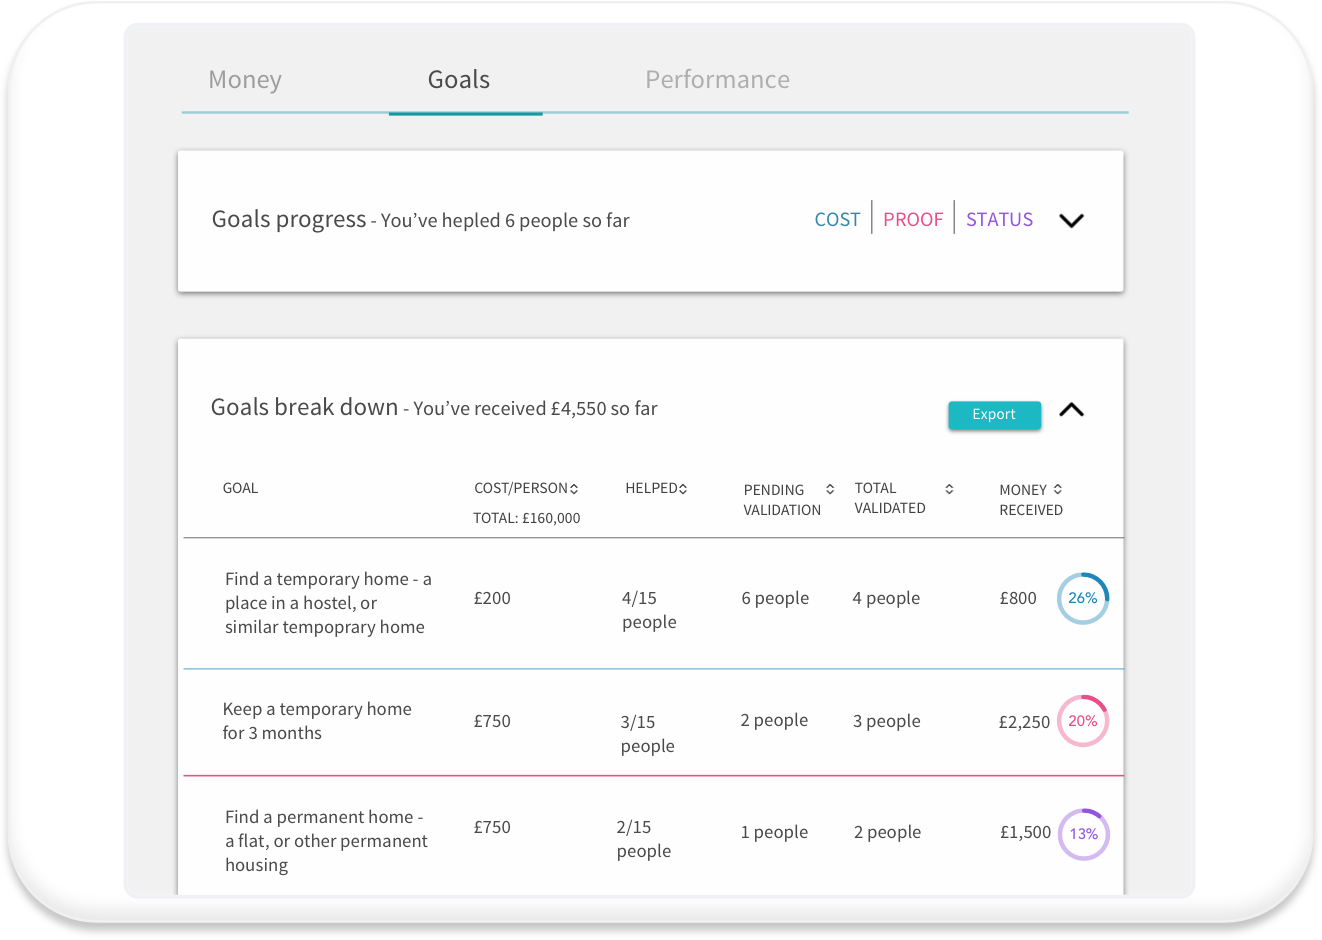 Money Goals Performance
Goals progress - You've hepled 6 people so far COST PROOF STATUS
Goals break down - You've received £4,550 so far Export
GOAL COST/PERSON HELPED PENDING TOTAL MONEY
TOTAL: £160,000 VALIDATION VALIDATED RECEIVED
Find a temporary home - a
place in a hostel, or £200 4/15 6 people 4 people £800 26%
similar tempoprary home people
Keep a temporary home £750 3/15 2 people 3 people £2,250 20%
for 3 months people
Find a permanent home - £750 2/15 1 people 2 people £1,500 13%
a flat, or other permanent people
housing